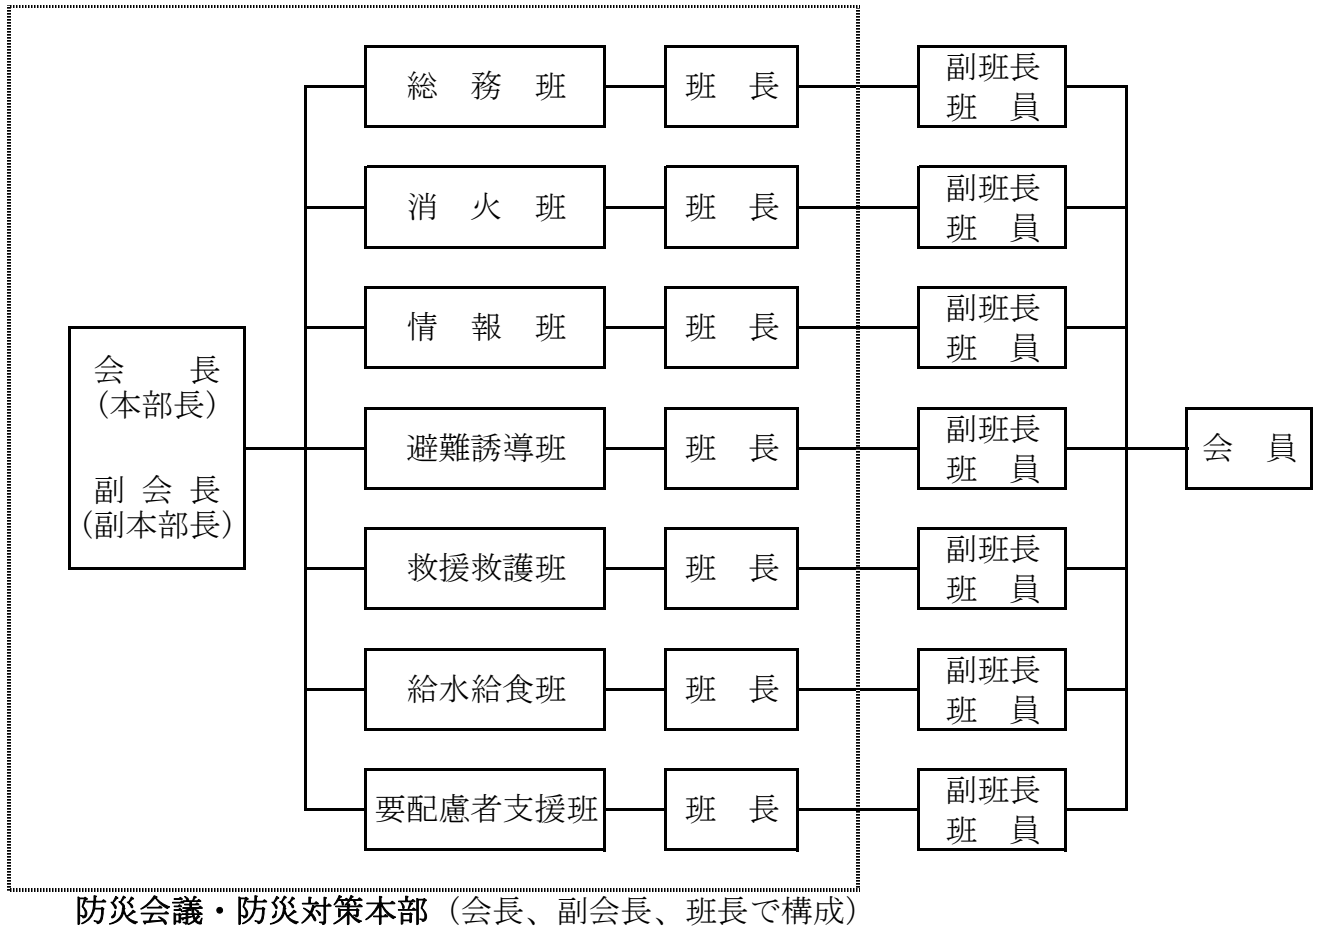 総　務　班　班　長　副班長
班　員
消　火　班　班　長　副班長
班　員
情　報　班　班　長　副班長
班　員
会　　長
（本部長）
副 会 長
（副本部長）
避難誘導班　班　長　副班長
班　員
会　員
救援救護班　班　長　副班長
班　員
給水給食班　班　長　副班長
班　員
要配慮者支援班　班　長　副班長
班　員
防災会議・防災対策本部（会長、副会長、班長で構成）